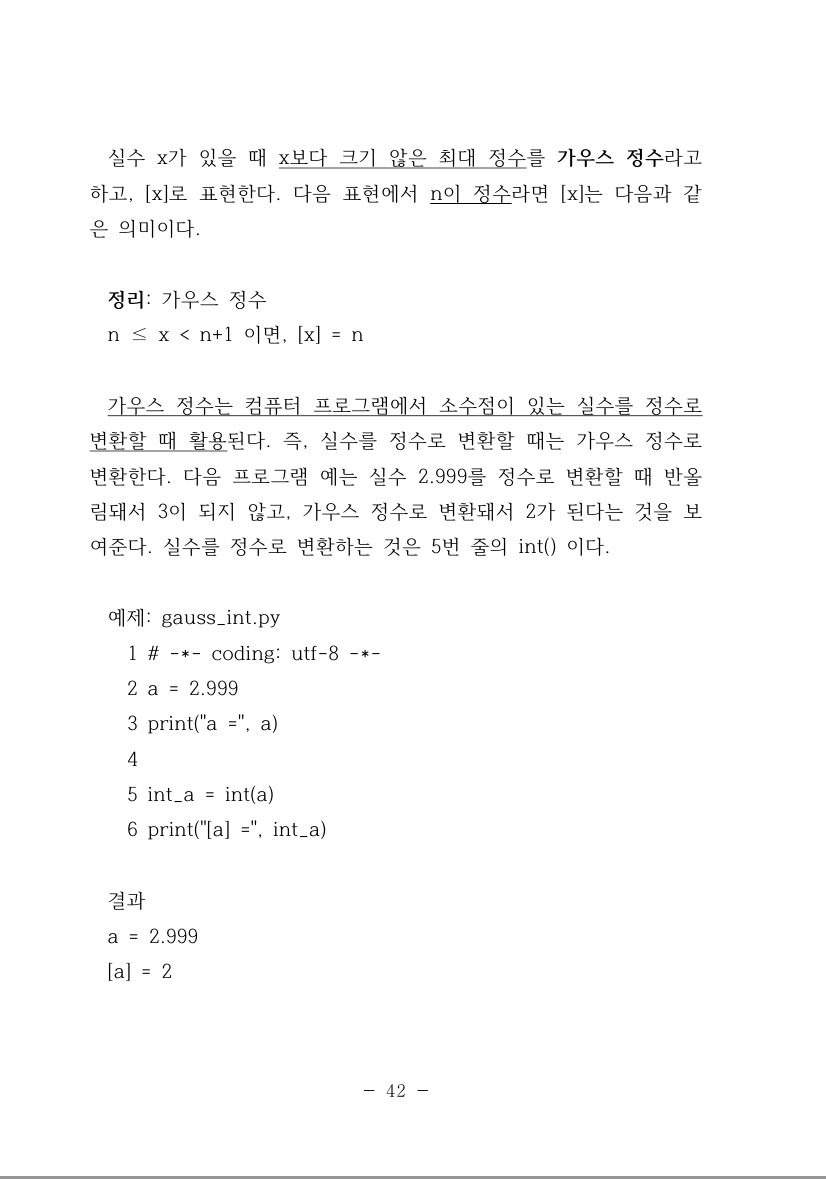 실수 x가 있을 때 x보다 크기 않은 최대 정수를 가우스 정수라고
하고, [x]로 표현한다. 다음 표현에서 n이 정수라면 [x]는 다음과 같
은 의미이다.
정리: 가우스 정수
n ≤ x < n+1 이면, [x] = n
가우스 정수는 컴퓨터 프로그램에서 소수점이 있는 실수를 정수로
변환할 때 활용된다. 즉, 실수를 정수로 변환할 때는 가우스 정수로
변환한다. 다음 프로그램 예는 실수 2.999를 정수로 변환할 때 반올
림돼서 3이 되지 않고, 가우스 정수로 변환돼서 2가 된다는 것을 보
여준다. 실수를 정수로 변환하는 것은 5번 줄의 int() 이다.
예제: gauss_int.py
1 # -*- coding: utf-8 -*-
2 a = 2.999
3 print("a =", a)
4
5 int_a = int(a)
6 print("[a] =", int_a)
결과
a = 2.999
[a] = 2
- 42 -